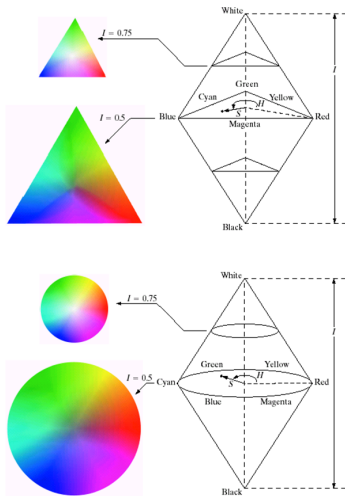 White
I = 0.75
I
Green
Cyan
Yellow
I = 0.5
H
S
Blue
Red
Magenta
Black
White
I = 0.75
I
Green
Yellow
I = 0.5
H
Cyan
S
Red
Blue
Magenta
Black